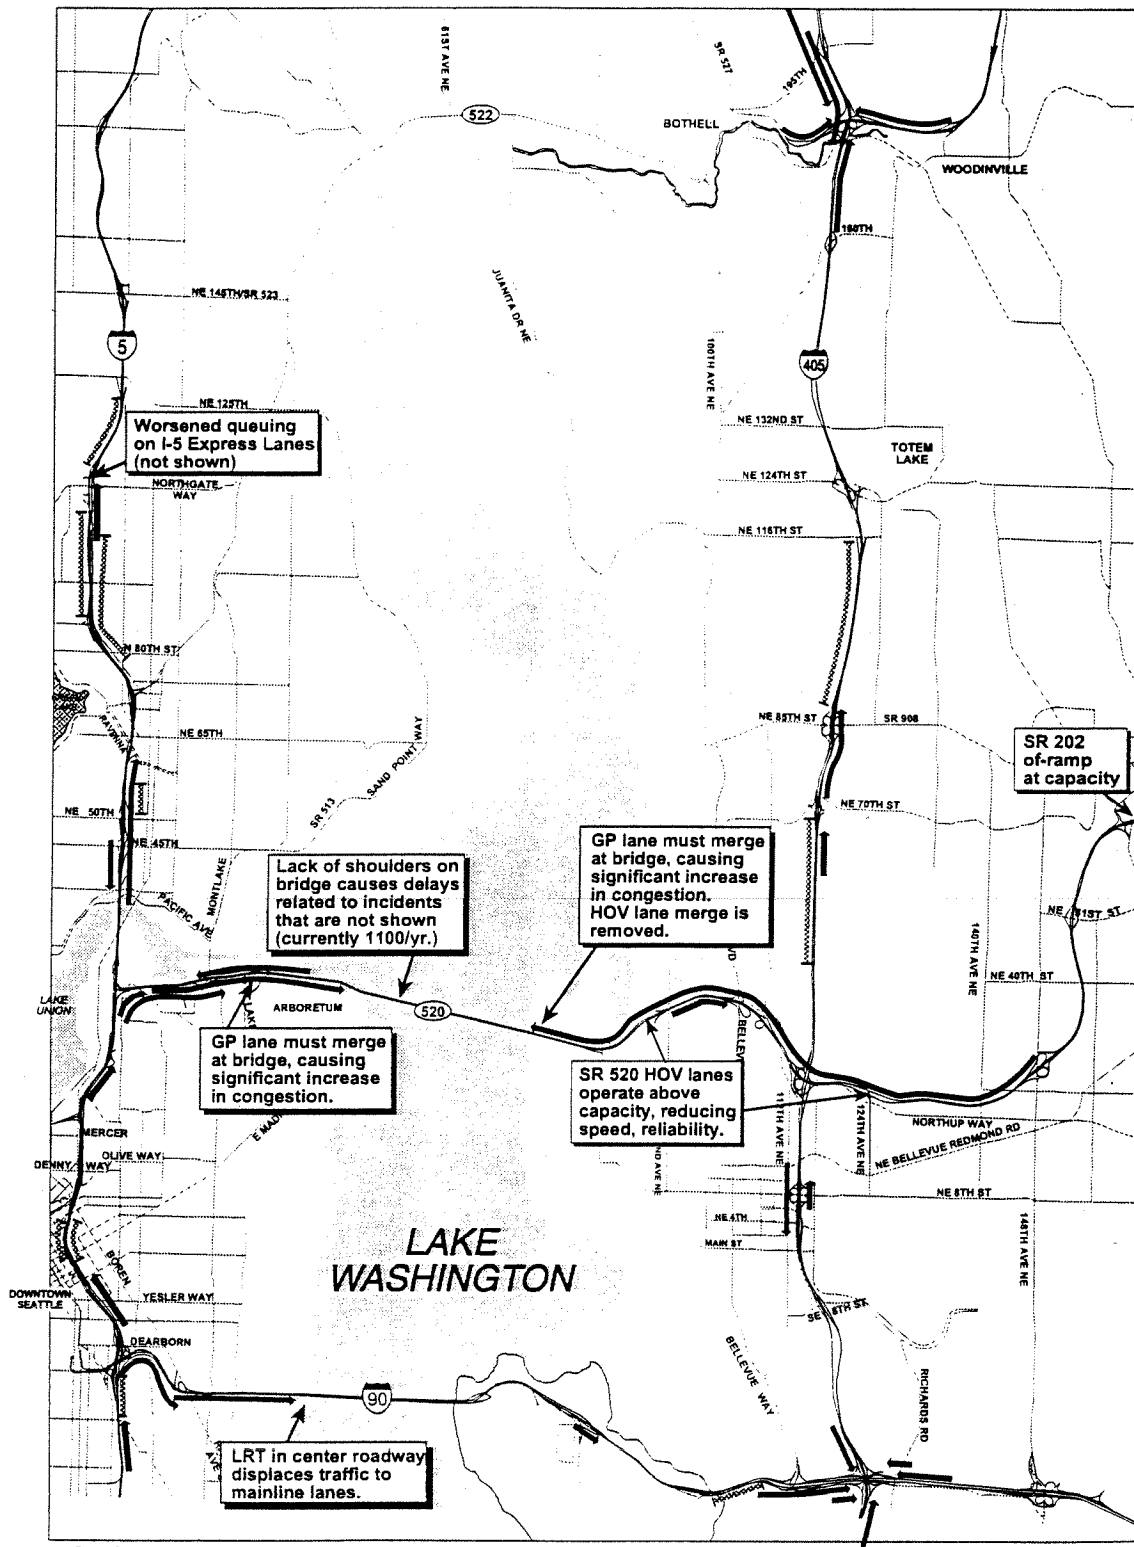 61ST AVE NE
SR 527
195TH
522
BOTHELL
WOODINVILLE
160TH
NE 145TH/SR 523
JUANITA DR NE
5
405
100TH AVE NE
NE 125TH
NE 132ND ST
Worsened queuing
on I-5 Express Lanes
(not shown)
TOTEM
LAKE
NE 124TH ST
NORTHGATE
WAY
NE 116TH ST
N 80TH ST
RAVENNA
NE 65TH
SAND POINT WAY
SR 513
NE 85TH ST
SR 908
SR 202
of-ramp
at capacity
NE 50TH
NE 70TH ST
NE 45TH
MONTLAKE
PACIFIC AVE
Lack of shoulders on
bridge causes delays
related to incidents
that are not shown
(currently 1100/yr.)
GP lane must merge
at bridge, causing
significant increase
in congestion.
HOV lane merge is
removed.
140TH AVE NE
NE 51ST ST
NE 40TH ST
LAKE
UNION
ARBORETUM
520
GP lane must merge
at bridge, causing
significant increase
in congestion.
SR 520 HOV lanes
operate above
capacity, reducing
speed, reliability.
124TH AVE NE
NORTHUP WAY
NE BELLEVUE REDMOND RD
MERCER
OLIVE WAY
DENNY WAY
NE 8TH ST
NE 4TH
MAIN ST
148TH AVE NE
LAKE
WASHINGTON
BOREN
DOWNTOWN
SEATTLE
YESLER WAY
DEARBORN
SE 8TH ST
BELLEVUE WAY
RICHARDS RD
90
LRT in center roadway
displaces traffic to
mainline lanes.